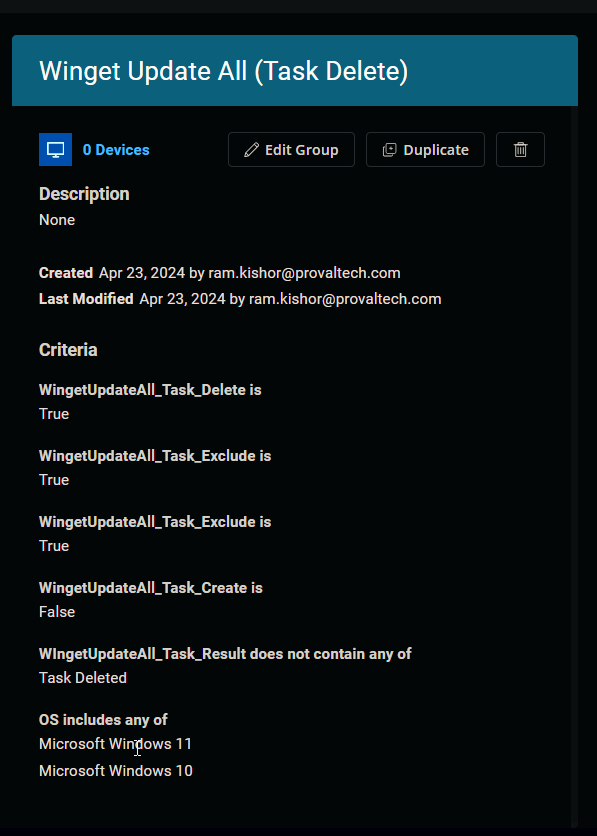 Winget Update All (Task Delete)
0 Devices
Edit Group
Duplicate
Description
None
Created Apr 23, 2024 by ram.kishor@provaltech.com
Last Modified Apr 23, 2024 by ram.kishor@provaltech.com
Criteria
WingetUpdateAll_Task_Delete is
True
WingetUpdateAll_Task_Exclude is
True
WingetUpdateAll_Task_Exclude is
True
WingetUpdateAll_Task_Create is
False
WIngetUpdateAll_Task_Result does not contain any of
Task Deleted
OS includes any of
Microsoft Windows 11
Microsoft Windows 10